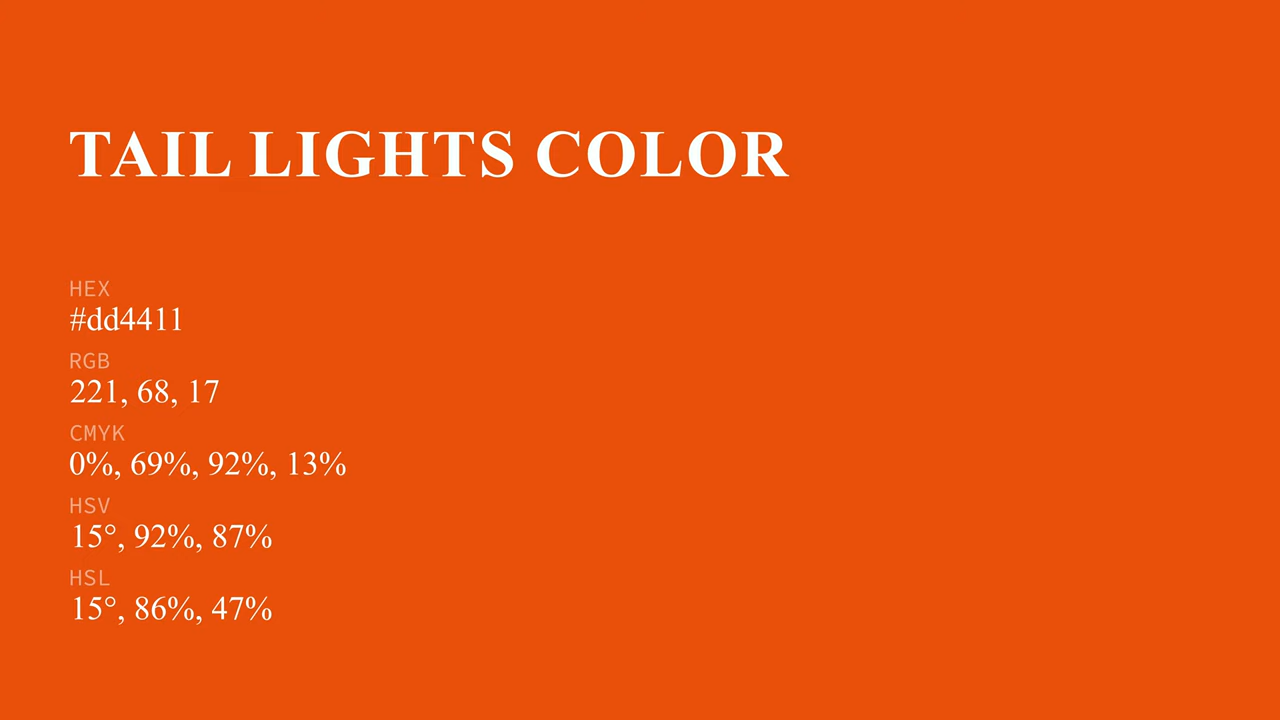 TAIL LIGHTS COLOR
HEX
#dd4411
RGB
221, 68, 17
CMYK
0%, 69%, 92%, 13%
HSV
15°, 92%, 87%
HSL
15°, 86%, 47%